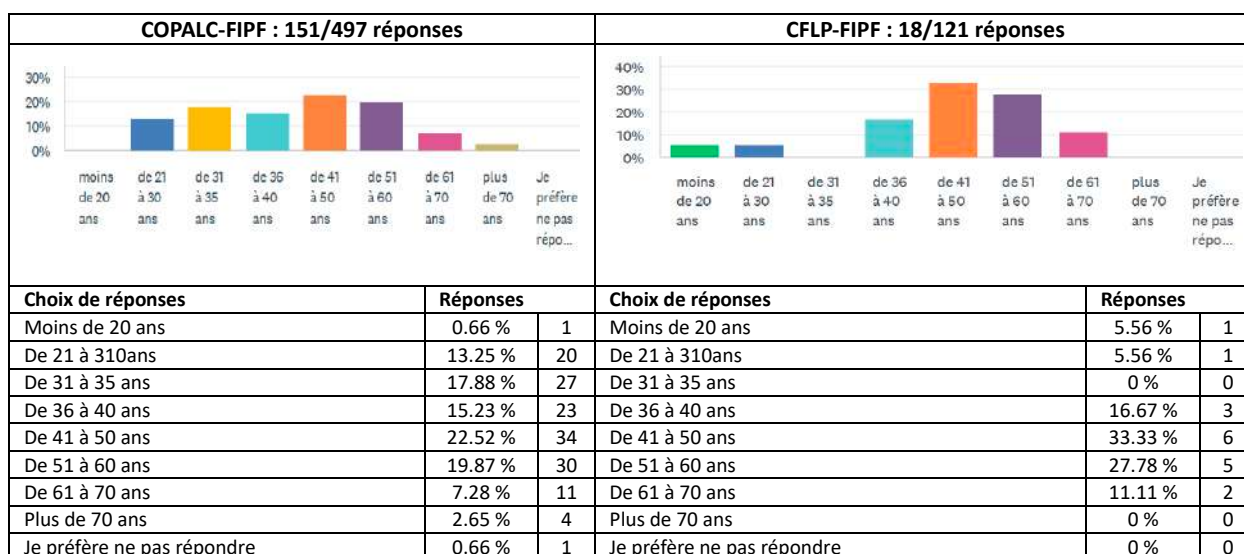 COPALC-FIPF : 151/497 réponses
30%
20%
10%
0%
moins de 20 ans
de 21 à 30 ans
de 31 à 35 ans
de 36 à 40 ans
de 41 à 50 ans
de 51 à 60 ans
de 61 à 70 ans
plus de 70 ans
Je préfère ne pas répo...
CFLP-FIPF : 18/121 réponses
40%
30%
20%
10%
0%
moins de 20 ans
de 21 à 30 ans
de 31 à 35 ans
de 36 à 40 ans
de 41 à 50 ans
de 51 à 60 ans
de 61 à 70 ans
plus de 70 ans
Je préfère ne pas répo...
Choix de réponses Réponses Choix de réponses Réponses
Moins de 20 ans 0.66 % 1 Moins de 20 ans 5.56 % 1
De 21 à 310ans 13.25 % 20 De 21 à 310ans 5.56 % 1
De 31 à 35 ans 17.88 % 27 De 31 à 35 ans 0 % 0
De 36 à 40 ans 15.23 % 23 De 36 à 40 ans 16.67 % 3
De 41 à 50 ans 22.52 % 34 De 41 à 50 ans 33.33 % 6
De 51 à 60 ans 19.87 % 30 De 51 à 60 ans 27.78 % 5
De 61 à 70 ans 7.28 % 11 De 61 à 70 ans 11.11 % 2
Plus de 70 ans 2.65 % 4 Plus de 70 ans 0 % 0
Je préfère ne pas répondre 0.66 % 1 Je préfère ne pas répondre 0 % 0